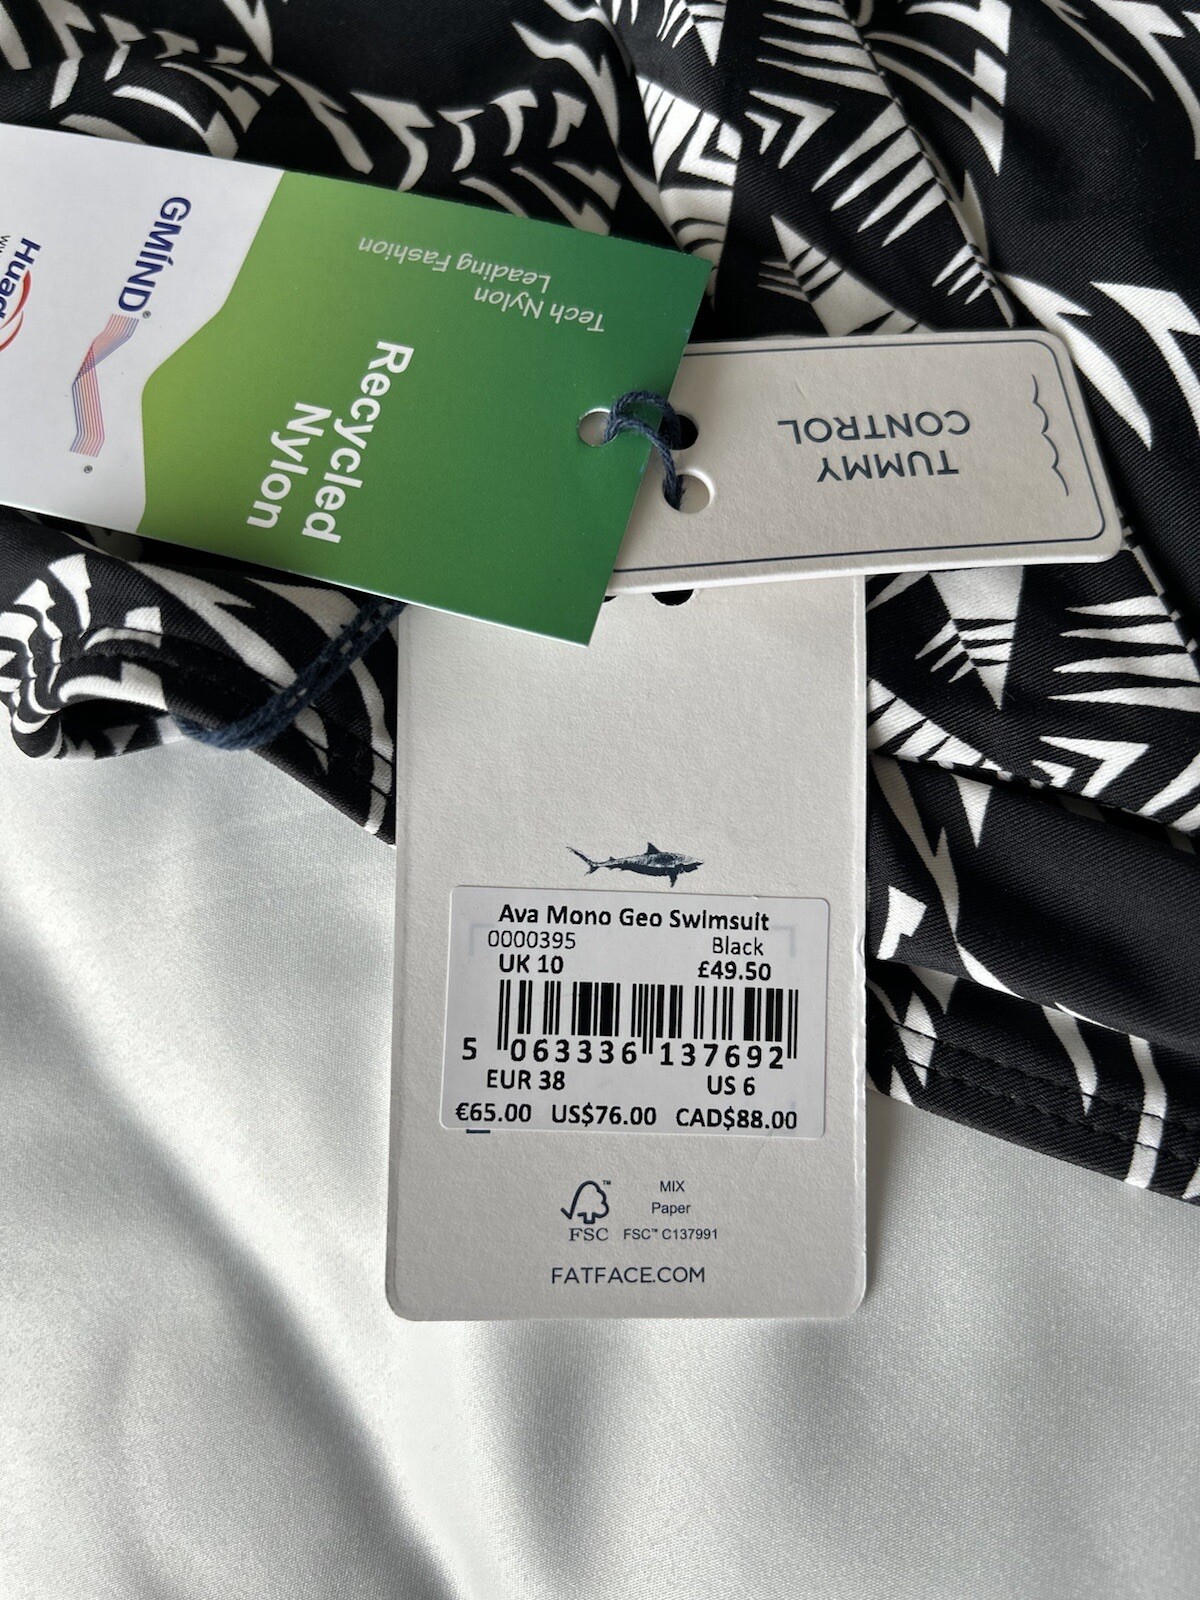 GMIND®
Tech Nylon
Leading Fashion
Recycled
Nylon
TUMMY
CONTROL
Ava Mono Geo Swimsuit
0000395 Black
UK 10 £49.50
5 063336 137692
EUR 38 US 6
€65.00 US$76.00 CAD$88.00
FSC™
MIX
Paper
FSC™ C137991
FATFACE.COM